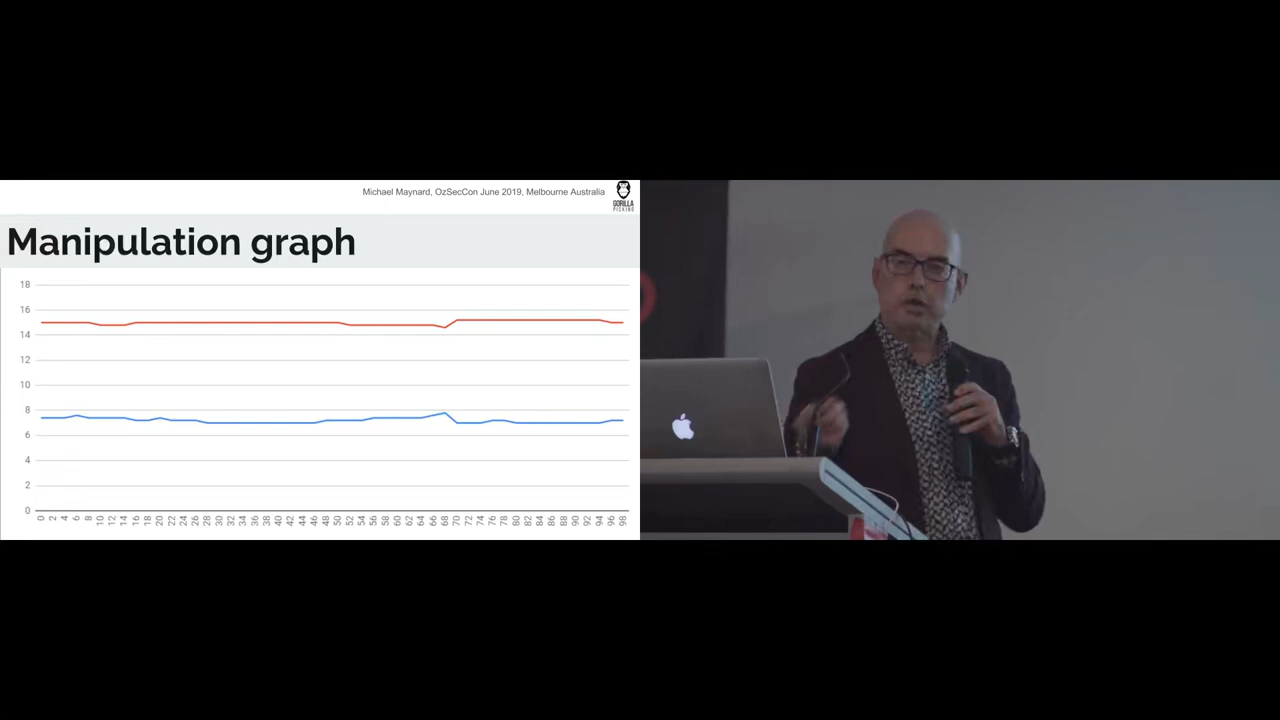 Michael Maynard, OzSecCon June 2019, Melbourne Australia
GORILLA
PICKING
Manipulation graph
18
16
14
12
10
8
6
4
2
0
0 2 4 6 8 10 12 14 16 18 20 22 24 26 28 30 32 34 36 38 40 42 44 46 48 50 52 54 56 58 60 62 64 66 68 70 72 74 76 78 80 82 84 86 88 90 92 94 96 98